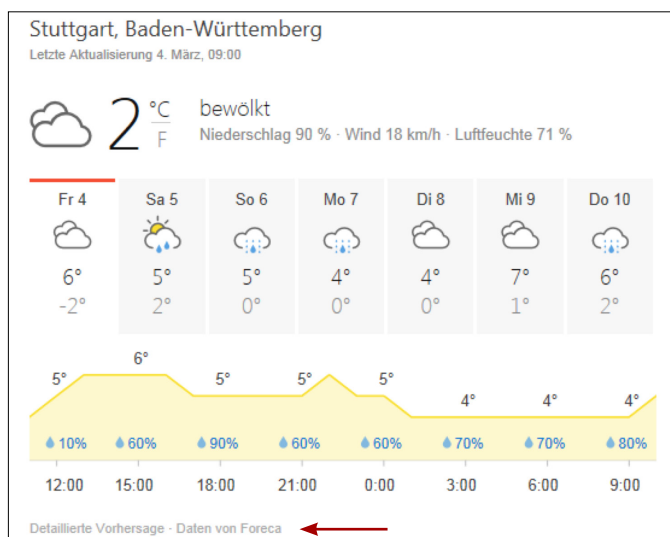 Stuttgart, Baden-Württemberg
Letzte Aktualisierung 4. März, 09:00
2 °C
F
bewölkt
Niederschlag 90 % · Wind 18 km/h · Luftfeuchte 71 %
Fr 4 Sa 5 So 6 Mo 7 Di 8 Mi 9 Do 10
6° 5° 5° 4° 4° 7° 6°
-2° 2° 0° 0° 0° 1° 2°
5° 6° 5° 5° 5° 4° 4° 4°
10% 60% 90% 60% 60% 70% 70% 80%
12:00 15:00 18:00 21:00 0:00 3:00 6:00 9:00
Detaillierte Vorhersage · Daten von Foreca